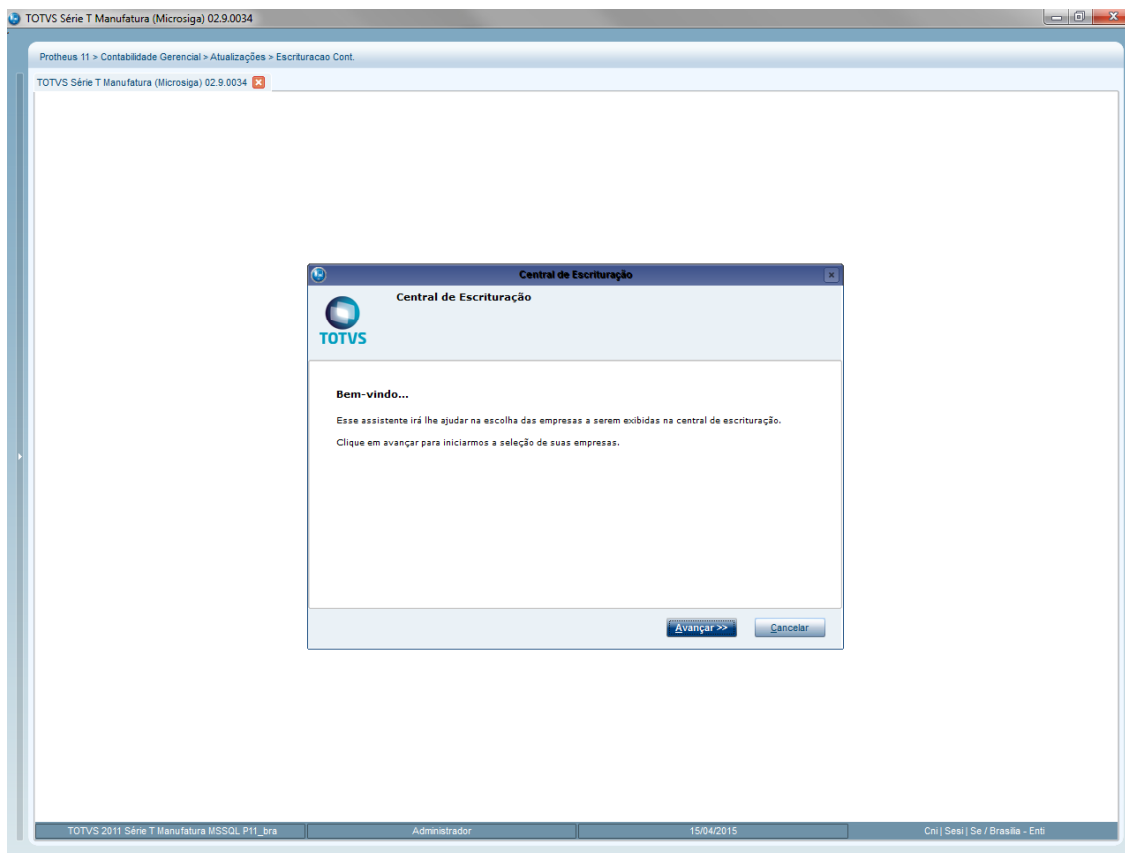 TOTVS Série T Manufatura (Microsiga) 02.9.0034
Protheus 11 > Contabilidade Gerencial > Atualizações > Escrituracao Cont.
TOTVS Série T Manufatura (Microsiga) 02.9.0034
Central de Escrituração
Central de Escrituração
TOTVS
Bem-vindo...
Esse assistente irá lhe ajudar na escolha das empresas a serem exibidas na central de escrituração.
Clique em avançar para iniciarmos a seleção de suas empresas.
Avançar >> Cancelar
TOTVS 2011 Série T Manufatura MSSQL P11_bra Administrador 15/04/2015 Cni | Sesi | Se / Brasilia - Enti